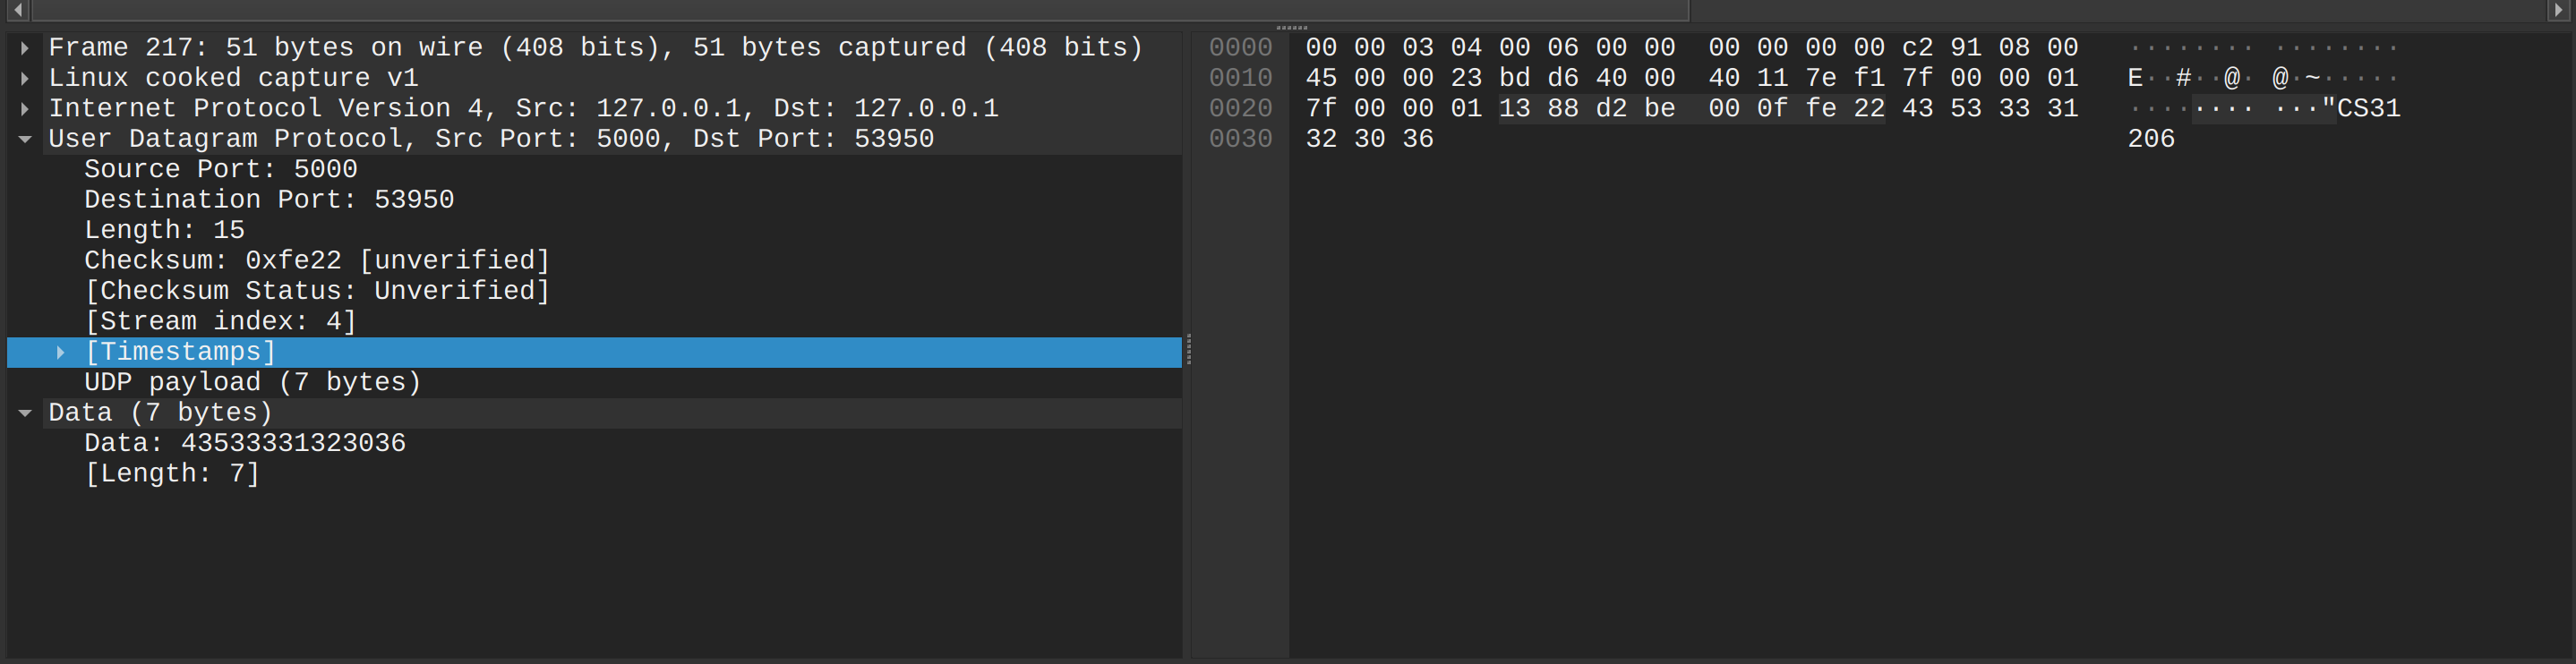 Frame 217: 51 bytes on wire (408 bits), 51 bytes captured (408 bits)
Linux cooked capture v1
Internet Protocol Version 4, Src: 127.0.0.1, Dst: 127.0.0.1
User Datagram Protocol, Src Port: 5000, Dst Port: 53950
Source Port: 5000
Destination Port: 53950
Length: 15
Checksum: 0xfe22 [unverified]
[Checksum Status: Unverified]
[Stream index: 4]
[Timestamps]
UDP payload (7 bytes)
Data (7 bytes)
Data: 43533331323036
[Length: 7]
0000 00 00 03 04 00 06 00 00 00 00 00 00 c2 91 08 00 ········ ········
0010 45 00 00 23 bd d6 40 00 40 11 7e f1 7f 00 00 01 E··#··@· @·~·····
0020 7f 00 00 01 13 88 d2 be 00 0f fe 22 43 53 33 31 ········ ···"CS31
0030 32 30 36 206